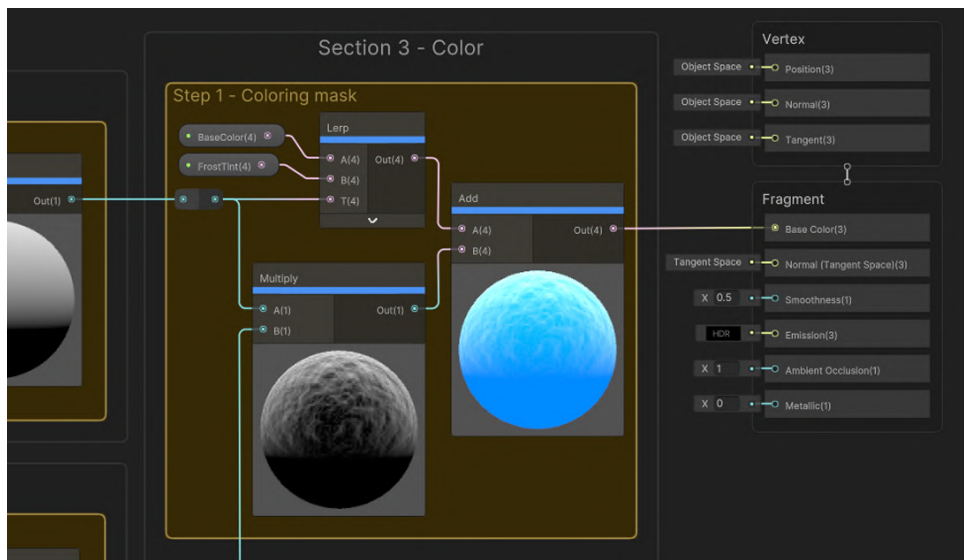 Section 3 - Color
Step 1 - Coloring mask
BaseColor(4)
FrostTint(4)
Lerp
A(4) Out(4)
B(4)
T(4)
Out(1)
Multiply
A(1) Out(1)
B(1)
Add
A(4) Out(4)
B(4)
Vertex
Object Space Position(3)
Object Space Normal(3)
Object Space Tangent(3)
Fragment
Base Color(3)
Tangent Space Normal (Tangent Space)(3)
X 0.5 Smoothness(1)
HDR Emission(3)
X 1 Ambient Occlusion(1)
X 0 Metallic(1)